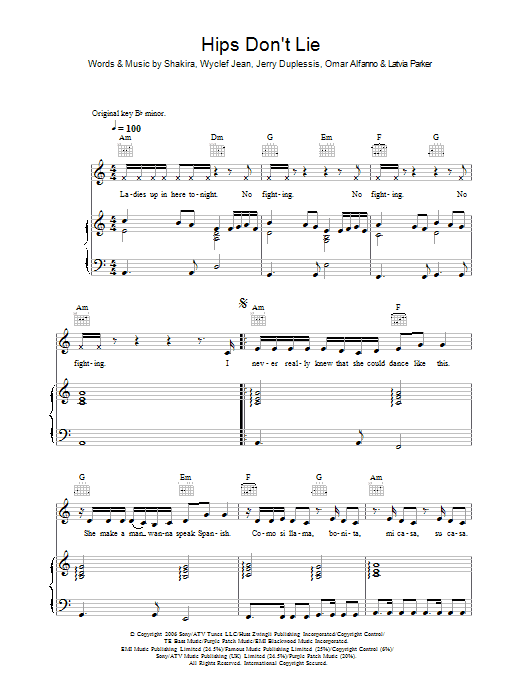 Hips Don't Lie
Words & Music by Shakira, Wyclef Jean, Jerry Duplessis, Omar Alfanno & Latvia Parker
Original key B♭ minor.
♩ = 100
Am Dm G Em F G
La-dies up in here to-night. No fight-ing. No fight-ing. No
Am Am F
fight-ing. I nev-er real-ly knew that she could dance like this.
G Em F G Am
She make a man wan-na speak Span-ish. Co-mo si lla-ma, bo-ni-ta, mi ca-sa, su ca-sa.
© Copyright 2006 Sony/ATV Tunes LLC/Huss Zwingli Publishing Incorporated/Copyright Control/
TE Bass Music/Purple Patch Music/EMI Blackwood Music Incorporated.
EMI Music Publishing Limited (26.5%)/Famous Music Publishing Limited (25%)/Copyright Control (6%)/
Sony/ATV Music Publishing (UK) Limited (26.5%)/Purple Patch Music (20%).
All Rights Reserved. International Copyright Secured.